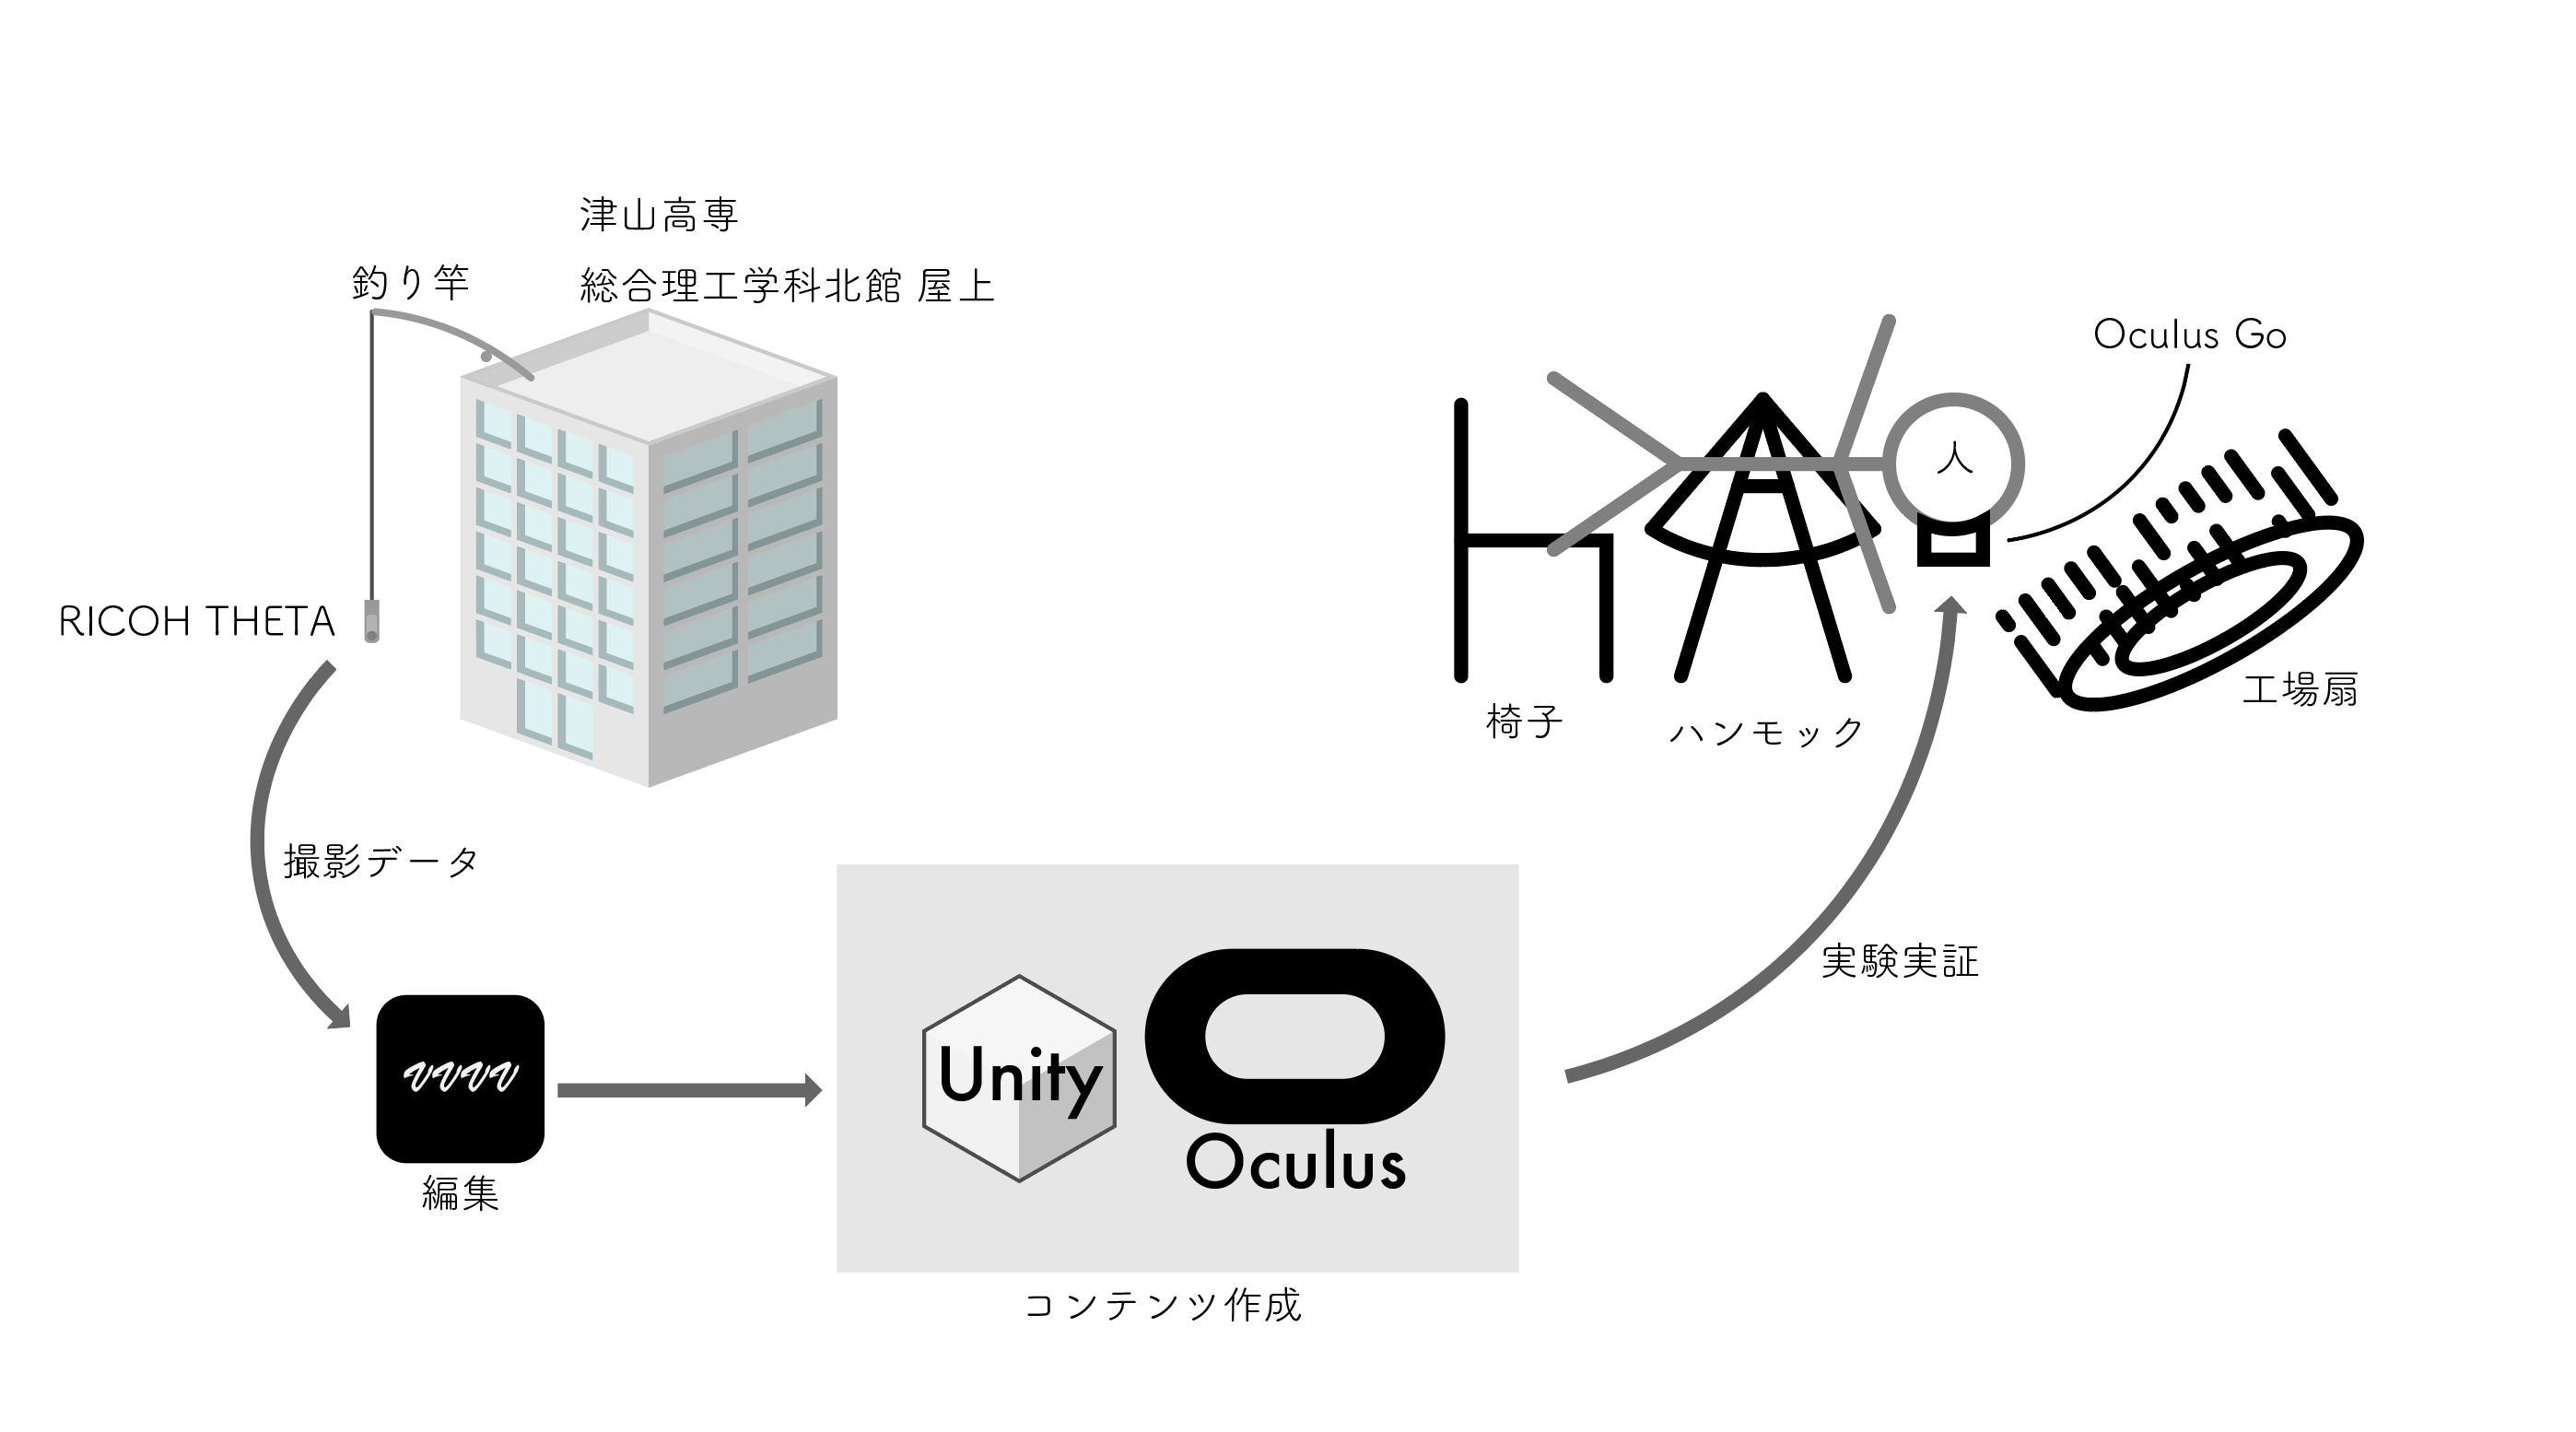 津山高専
総合理工学科北館 屋上
釣り竿
RICOH THETA
撮影データ
vvvv
編集
Unity
Oculus
コンテンツ作成
実験実証
椅子
ハンモック
人
Oculus Go
工場扇